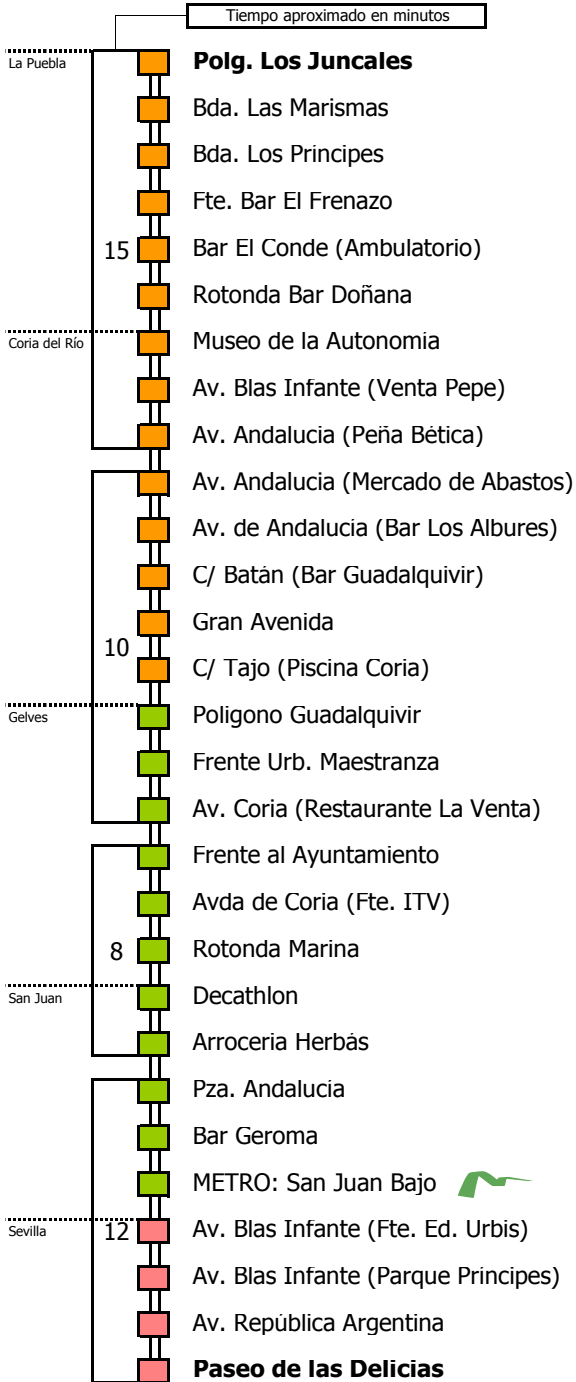 Tiempo aproximado en minutos
La Puebla
Polg. Los Juncales
Bda. Las Marismas
Bda. Los Principes
Fte. Bar El Frenazo
15
Bar El Conde (Ambulatorio)
Rotonda Bar Doñana
Coria del Río
Museo de la Autonomia
Av. Blas Infante (Venta Pepe)
Av. Andalucia (Peña Bética)
Av. Andalucia (Mercado de Abastos)
Av. de Andalucia (Bar Los Albures)
C/ Batán (Bar Guadalquivir)
Gran Avenida
10
C/ Tajo (Piscina Coria)
Gelves
Poligono Guadalquivir
Frente Urb. Maestranza
Av. Coria (Restaurante La Venta)
Frente al Ayuntamiento
Avda de Coria (Fte. ITV)
8
Rotonda Marina
San Juan
Decathlon
Arroceria Herbás
Pza. Andalucia
Bar Geroma
METRO: San Juan Bajo
Sevilla
12
Av. Blas Infante (Fte. Ed. Urbis)
Av. Blas Infante (Parque Principes)
Av. República Argentina
Paseo de las Delicias